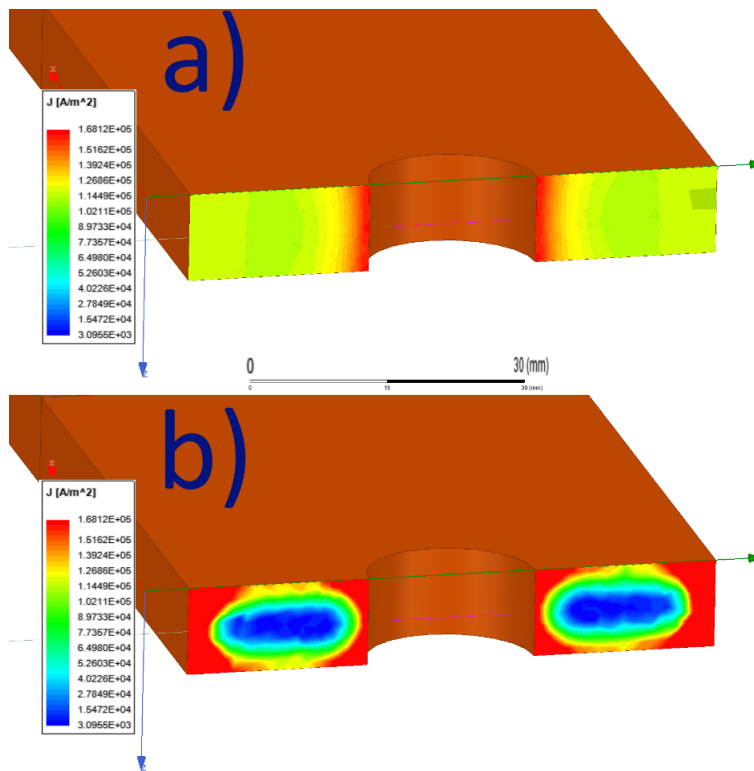 a)
x
J [A/m^2]
1.6812E+05
1.5162E+05
1.3924E+05
1.2686E+05
1.1449E+05
1.0211E+05
8.9733E+04
7.7357E+04
6.4980E+04
5.2603E+04
4.0226E+04
2.7849E+04
1.5472E+04
3.0955E+03
z
0 30 (mm)
0 15 30 (mm)
b)
x
J [A/m^2]
1.6812E+05
1.5162E+05
1.3924E+05
1.2686E+05
1.1449E+05
1.0211E+05
8.9733E+04
7.7357E+04
6.4980E+04
5.2603E+04
4.0226E+04
2.7849E+04
1.5472E+04
3.0955E+03
z